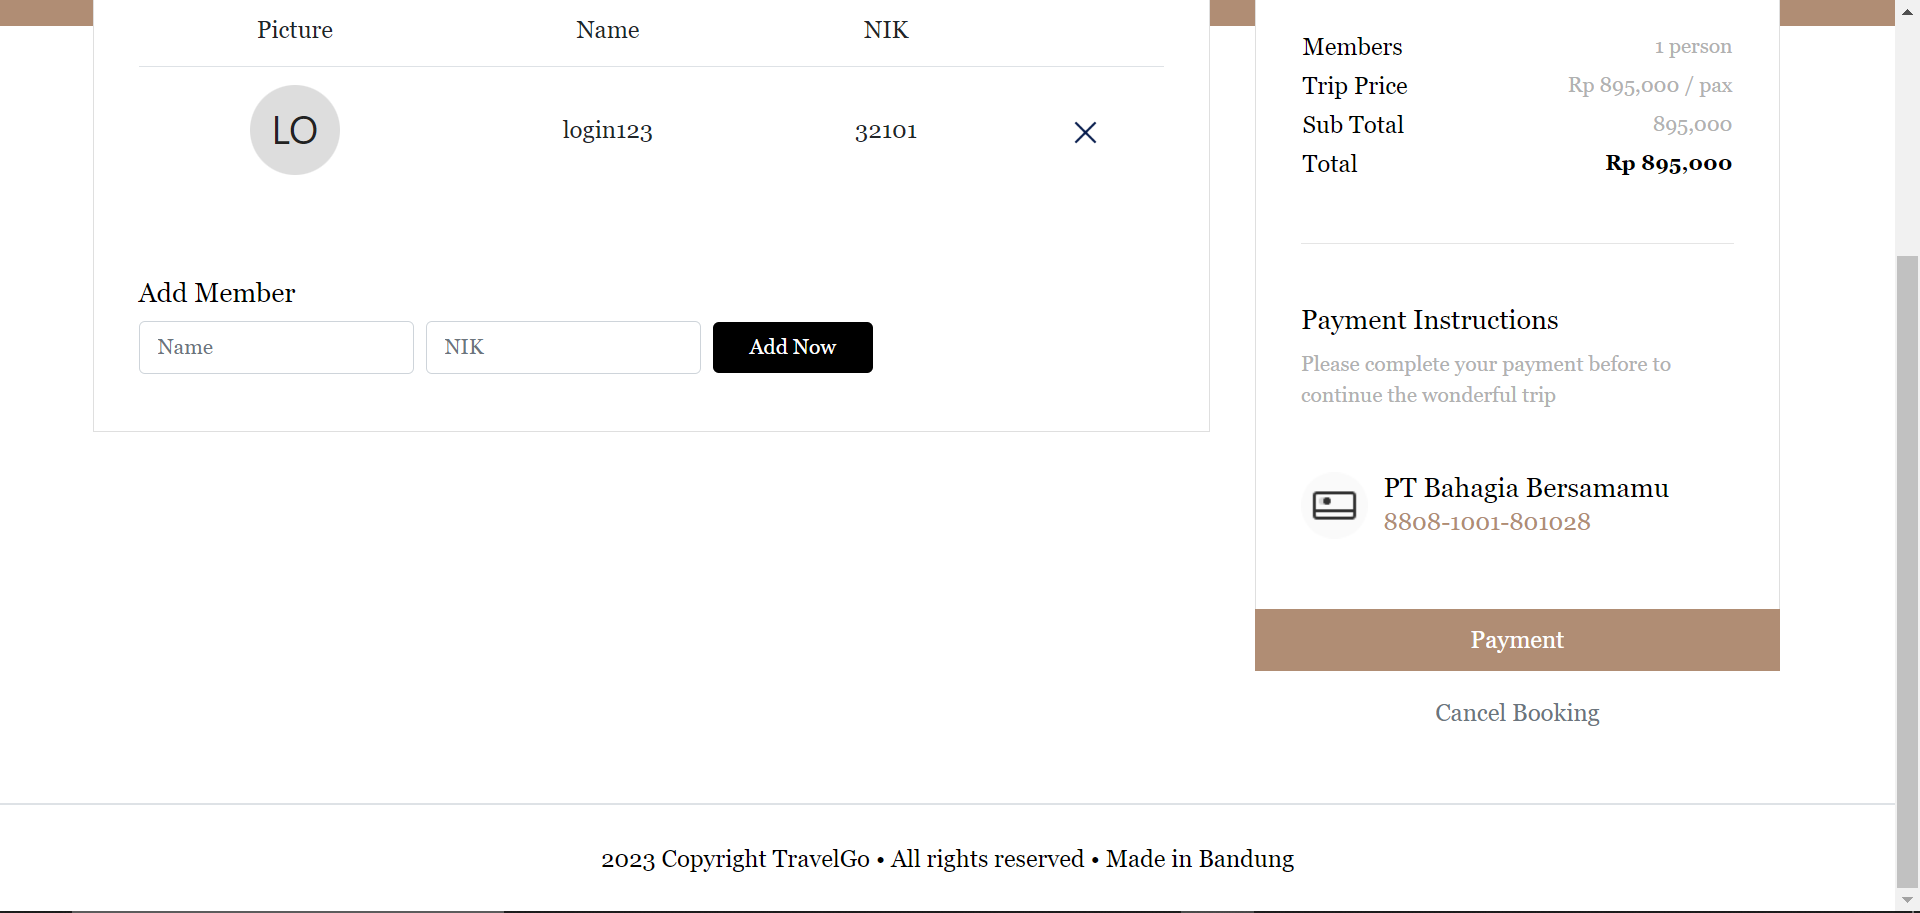 Picture Name NIK
LO login123 32101
Add Member
Name NIK Add Now
Members 1 person
Trip Price Rp 895,000 / pax
Sub Total 895,000
Total Rp 895,000
Payment Instructions
Please complete your payment before to
continue the wonderful trip
PT Bahagia Bersamamu
8808-1001-801028
Payment
Cancel Booking
2023 Copyright TravelGo • All rights reserved • Made in Bandung